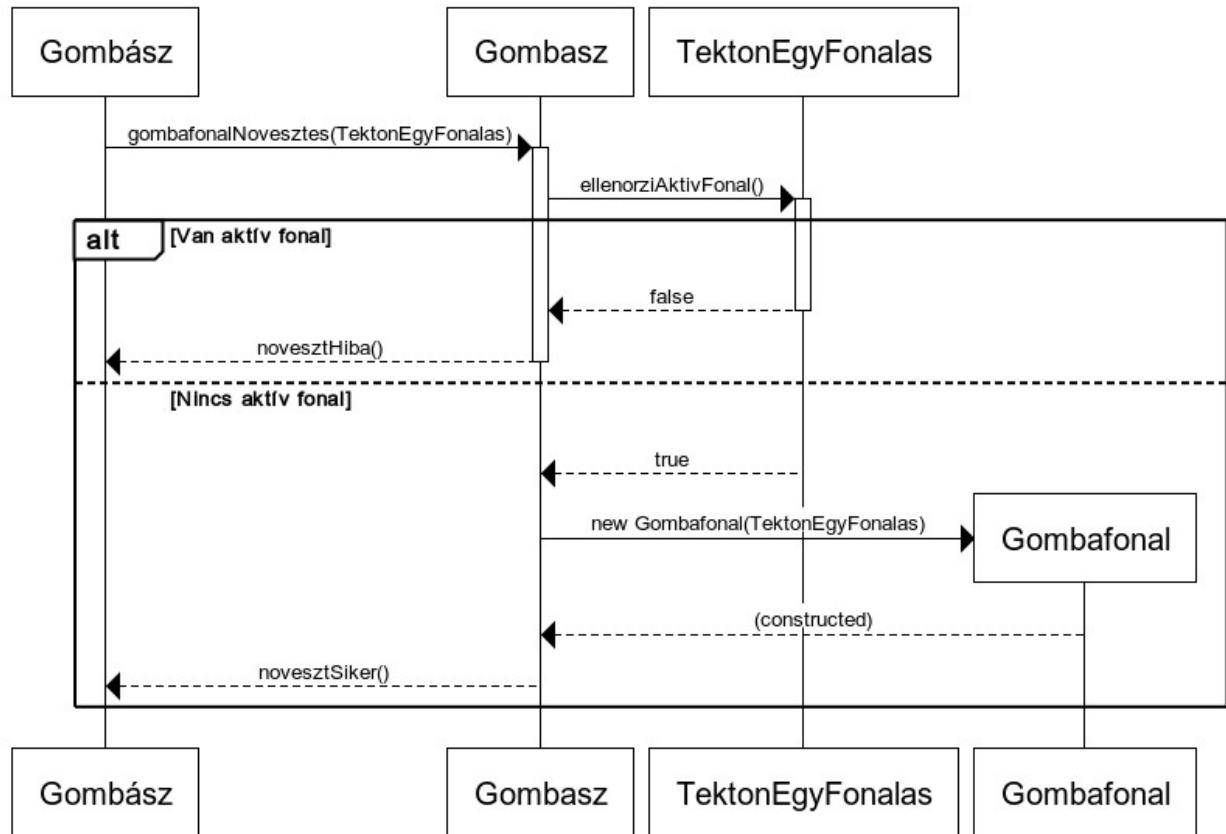 Gombász
Gombasz
TektonEgyFonalas
gombafonalNovesztes(TektonEgyFonalas)
ellenorziAktivFonal()
alt
[Van aktív fonal]
false
novesztHiba()
[Nincs aktív fonal]
true
new Gombafonal(TektonEgyFonalas)
Gombafonal
(constructed)
novesztSiker()
Gombász
Gombasz
TektonEgyFonalas
Gombafonal